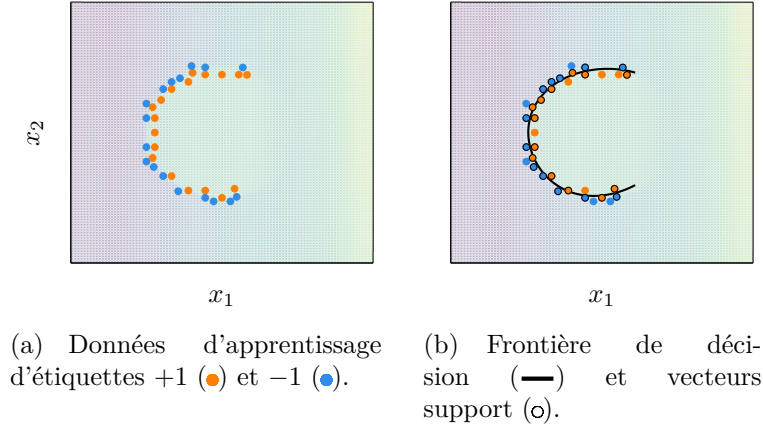 x2
x1
x1
(a) Données d'apprentissage
d'étiquettes +1 (●) et −1 (●).
(b) Frontière de déci-
sion (—) et vecteurs
support (○).